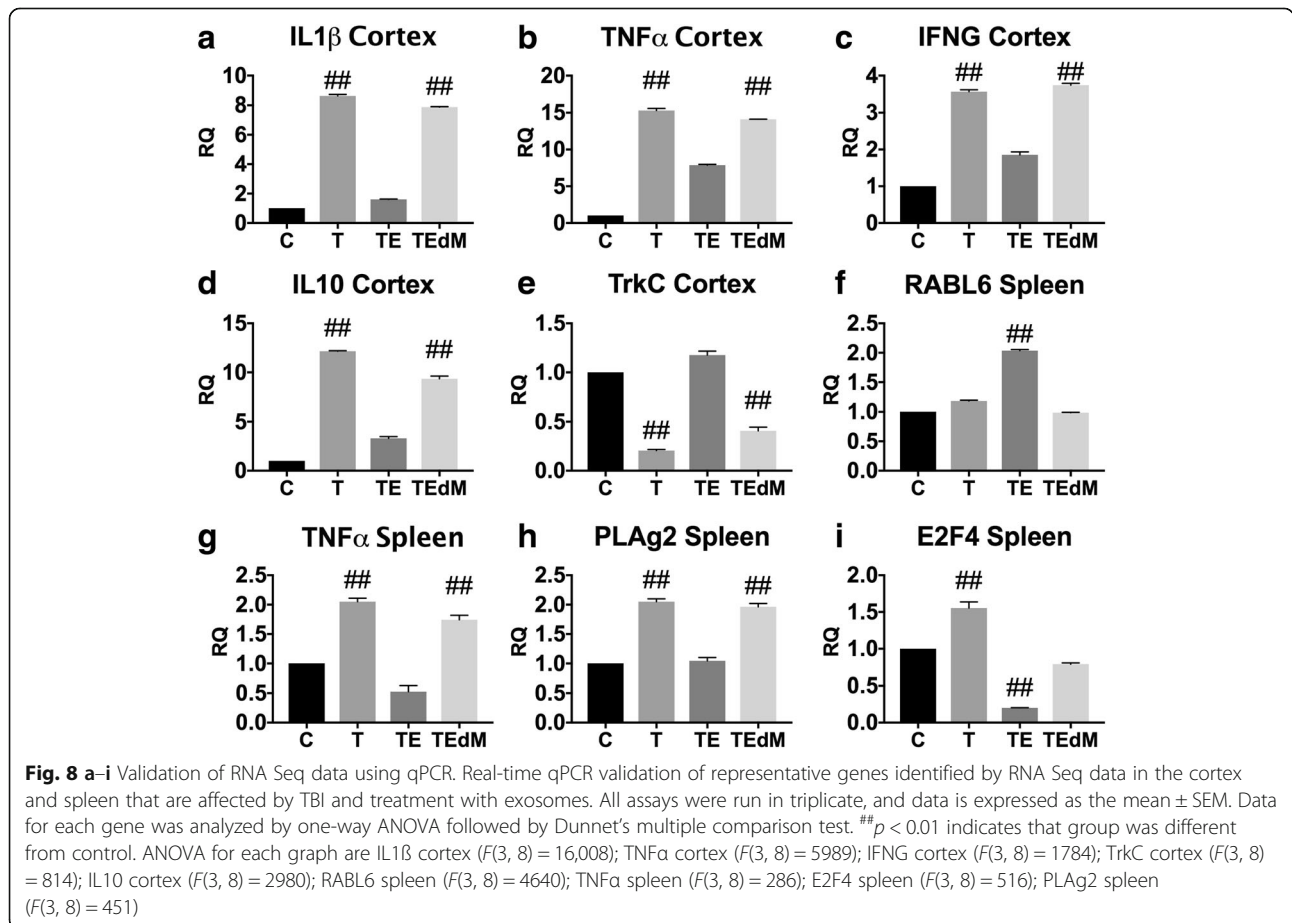 a IL1β Cortex
b TNFα Cortex
c IFNG Cortex
##
##
RQ
10
8
6
4
2
0
C T TE TEdM
##
##
RQ
20
15
10
5
0
C T TE TEdM
##
##
RQ
4
3
2
1
0
C T TE TEdM
d IL10 Cortex
e TrkC Cortex
f RABL6 Spleen
##
##
RQ
15
10
5
0
C T TE TEdM
##
##
RQ
1.5
1.0
0.5
0.0
C T TE TEdM
##
RQ
2.5
2.0
1.5
1.0
0.5
0.0
C T TE TEdM
g TNFα Spleen
h PLAg2 Spleen
i E2F4 Spleen
##
##
RQ
2.5
2.0
1.5
1.0
0.5
0.0
C T TE TEdM
##
##
RQ
2.5
2.0
1.5
1.0
0.5
0.0
C T TE TEdM
##
##
RQ
2.0
1.5
1.0
0.5
0.0
C T TE TEdM
Fig. 8 a–i Validation of RNA Seq data using qPCR. Real-time qPCR validation of representative genes identified by RNA Seq data in the cortex
and spleen that are affected by TBI and treatment with exosomes. All assays were run in triplicate, and data is expressed as the mean ± SEM. Data
for each gene was analyzed by one-way ANOVA followed by Dunnet's multiple comparison test. ##p < 0.01 indicates that group was different
from control. ANOVA for each graph are IL1ß cortex (F(3, 8) = 16,008); TNFα cortex (F(3, 8) = 5989); IFNG cortex (F(3, 8) = 1784); TrkC cortex (F(3, 8)
= 814); IL10 cortex (F(3, 8) = 2980); RABL6 spleen (F(3, 8) = 4640); TNFα spleen (F(3, 8) = 286); E2F4 spleen (F(3, 8) = 516); PLAg2 spleen
(F(3, 8) = 451)